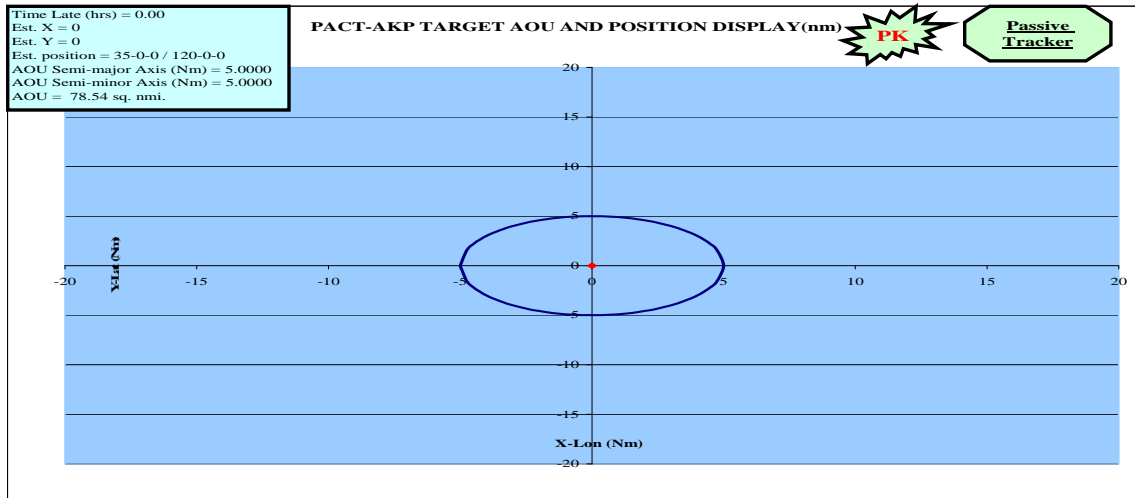 Time Late (hrs) = 0.00
Est. X = 0
Est. Y = 0
Est. position = 35-0-0 / 120-0-0
AOU Semi-major Axis (Nm) = 5.0000
AOU Semi-minor Axis (Nm) = 5.0000
AOU = 78.54 sq. nmi.
PACT-AKP TARGET AOU AND POSITION DISPLAY(nm)
PK
Passive
Tracker
20
15
10
5
0
-5
-10
-15
-20
-20 -15 -10 -5 0 5 10 15 20
Y-Lat (Nm)
X-Lon (Nm)